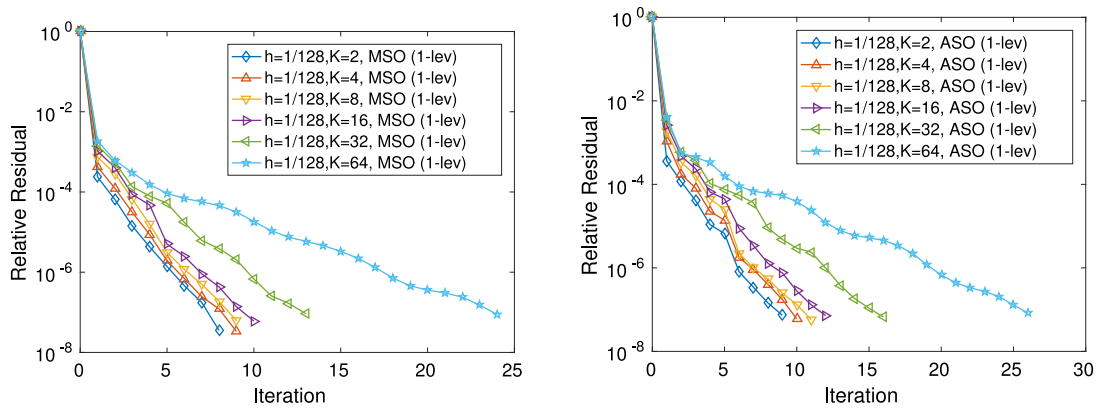 10^0
10^-2
10^-4
10^-6
10^-8
Relative Residual
0 5 10 15 20 25
Iteration
h=1/128,K=2, MSO (1-lev)
h=1/128,K=4, MSO (1-lev)
h=1/128,K=8, MSO (1-lev)
h=1/128,K=16, MSO (1-lev)
h=1/128,K=32, MSO (1-lev)
h=1/128,K=64, MSO (1-lev)
10^0
10^-2
10^-4
10^-6
10^-8
Relative Residual
0 5 10 15 20 25 30
Iteration
h=1/128,K=2, ASO (1-lev)
h=1/128,K=4, ASO (1-lev)
h=1/128,K=8, ASO (1-lev)
h=1/128,K=16, ASO (1-lev)
h=1/128,K=32, ASO (1-lev)
h=1/128,K=64, ASO (1-lev)